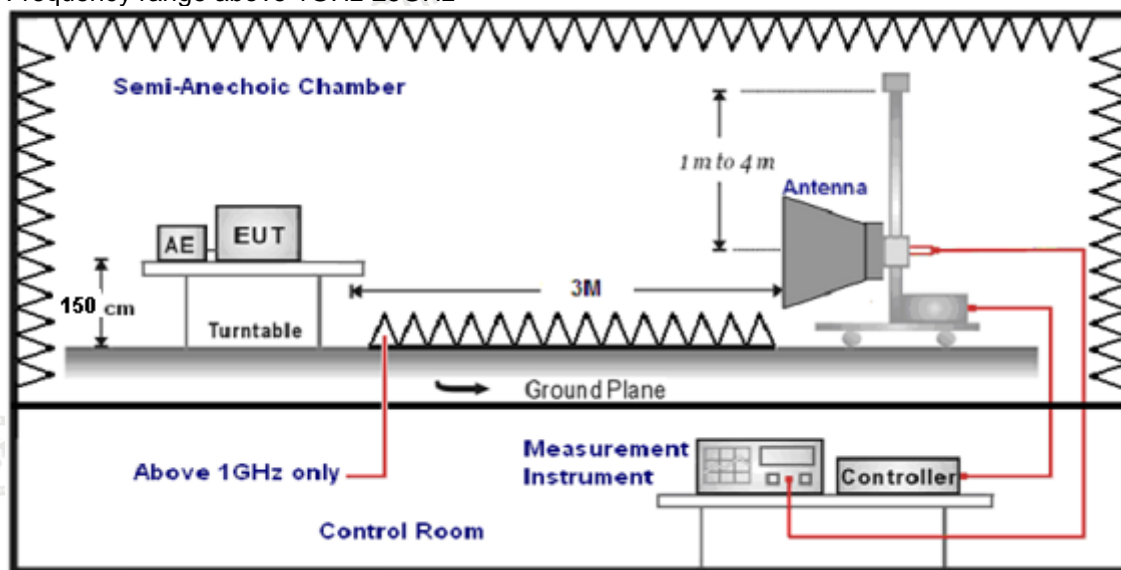 Semi-Anechoic Chamber
1 m to 4 m
Antenna
AE
EUT
150 cm
3M
Turntable
Ground Plane
Above 1GHz only
Measurement
Instrument
Controller
Control Room